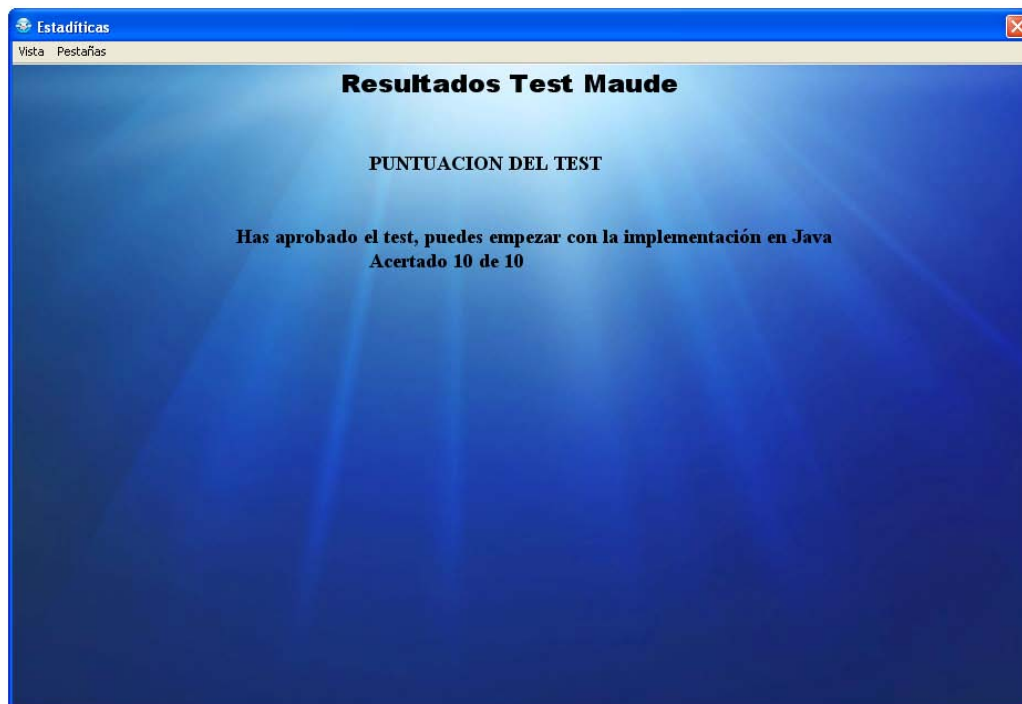 Estadíticas
Vista Pestañas
Resultados Test Maude
PUNTUACION DEL TEST
Has aprobado el test, puedes empezar con la implementación en Java
Acertado 10 de 10